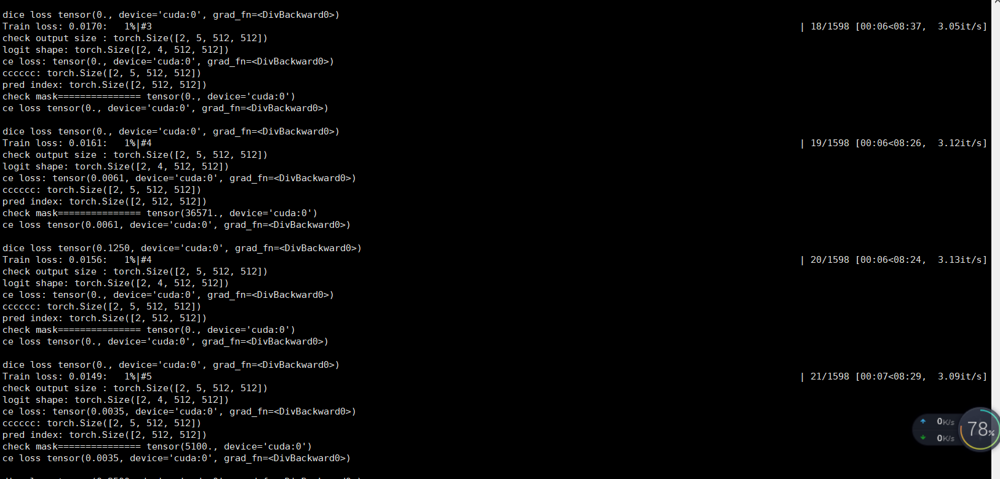 dice loss tensor(0., device='cuda:0', grad_fn=<DivBackward0>)
Train loss: 0.0170:   1%|#3 | 18/1598 [00:06<08:37,  3.05it/s]
check output size : torch.Size([2, 5, 512, 512])
logit shape: torch.Size([2, 4, 512, 512])
ce loss: tensor(0., device='cuda:0', grad_fn=<DivBackward0>)
cccccc: torch.Size([2, 5, 512, 512])
pred index: torch.Size([2, 512, 512])
check mask=============== tensor(0., device='cuda:0')
ce loss tensor(0., device='cuda:0', grad_fn=<DivBackward0>)
dice loss tensor(0., device='cuda:0', grad_fn=<DivBackward0>)
Train loss: 0.0161:   1%|#4 | 19/1598 [00:06<08:26,  3.12it/s]
check output size : torch.Size([2, 5, 512, 512])
logit shape: torch.Size([2, 4, 512, 512])
ce loss: tensor(0.0061, device='cuda:0', grad_fn=<DivBackward0>)
cccccc: torch.Size([2, 5, 512, 512])
pred index: torch.Size([2, 512, 512])
check mask=============== tensor(36571., device='cuda:0')
ce loss tensor(0.0061, device='cuda:0', grad_fn=<DivBackward0>)
dice loss tensor(0.1250, device='cuda:0', grad_fn=<DivBackward0>)
Train loss: 0.0156:   1%|#4 | 20/1598 [00:06<08:24,  3.13it/s]
check output size : torch.Size([2, 5, 512, 512])
logit shape: torch.Size([2, 4, 512, 512])
ce loss: tensor(0., device='cuda:0', grad_fn=<DivBackward0>)
cccccc: torch.Size([2, 5, 512, 512])
pred index: torch.Size([2, 512, 512])
check mask=============== tensor(0., device='cuda:0')
ce loss tensor(0., device='cuda:0', grad_fn=<DivBackward0>)
dice loss tensor(0., device='cuda:0', grad_fn=<DivBackward0>)
Train loss: 0.0149:   1%|#5 | 21/1598 [00:07<08:29,  3.09it/s]
check output size : torch.Size([2, 5, 512, 512])
logit shape: torch.Size([2, 4, 512, 512])
ce loss: tensor(0.0035, device='cuda:0', grad_fn=<DivBackward0>)
cccccc: torch.Size([2, 5, 512, 512])
pred index: torch.Size([2, 512, 512])
check mask=============== tensor(5100., device='cuda:0')
ce loss tensor(0.0035, device='cuda:0', grad_fn=<DivBackward0>)
0K/s
0K/s
78%